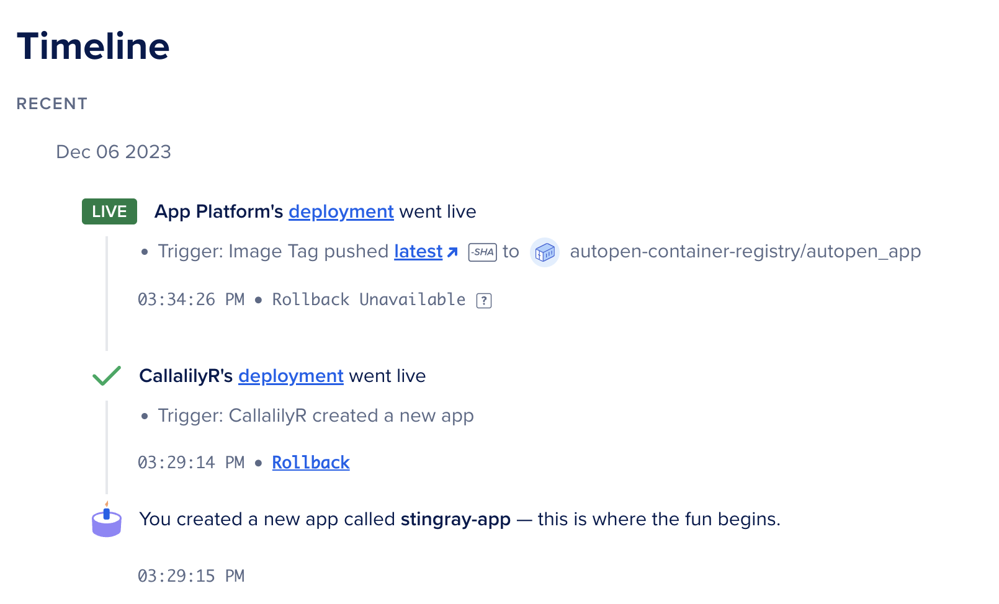 Timeline
RECENT
Dec 06 2023
LIVE App Platform's deployment went live
• Trigger: Image Tag pushed latest -SHA to autopen-container-registry/autopen_app
03:34:26 PM • Rollback Unavailable ?
CallalilyR's deployment went live
• Trigger: CallalilyR created a new app
03:29:14 PM • Rollback
You created a new app called stingray-app — this is where the fun begins.
03:29:15 PM